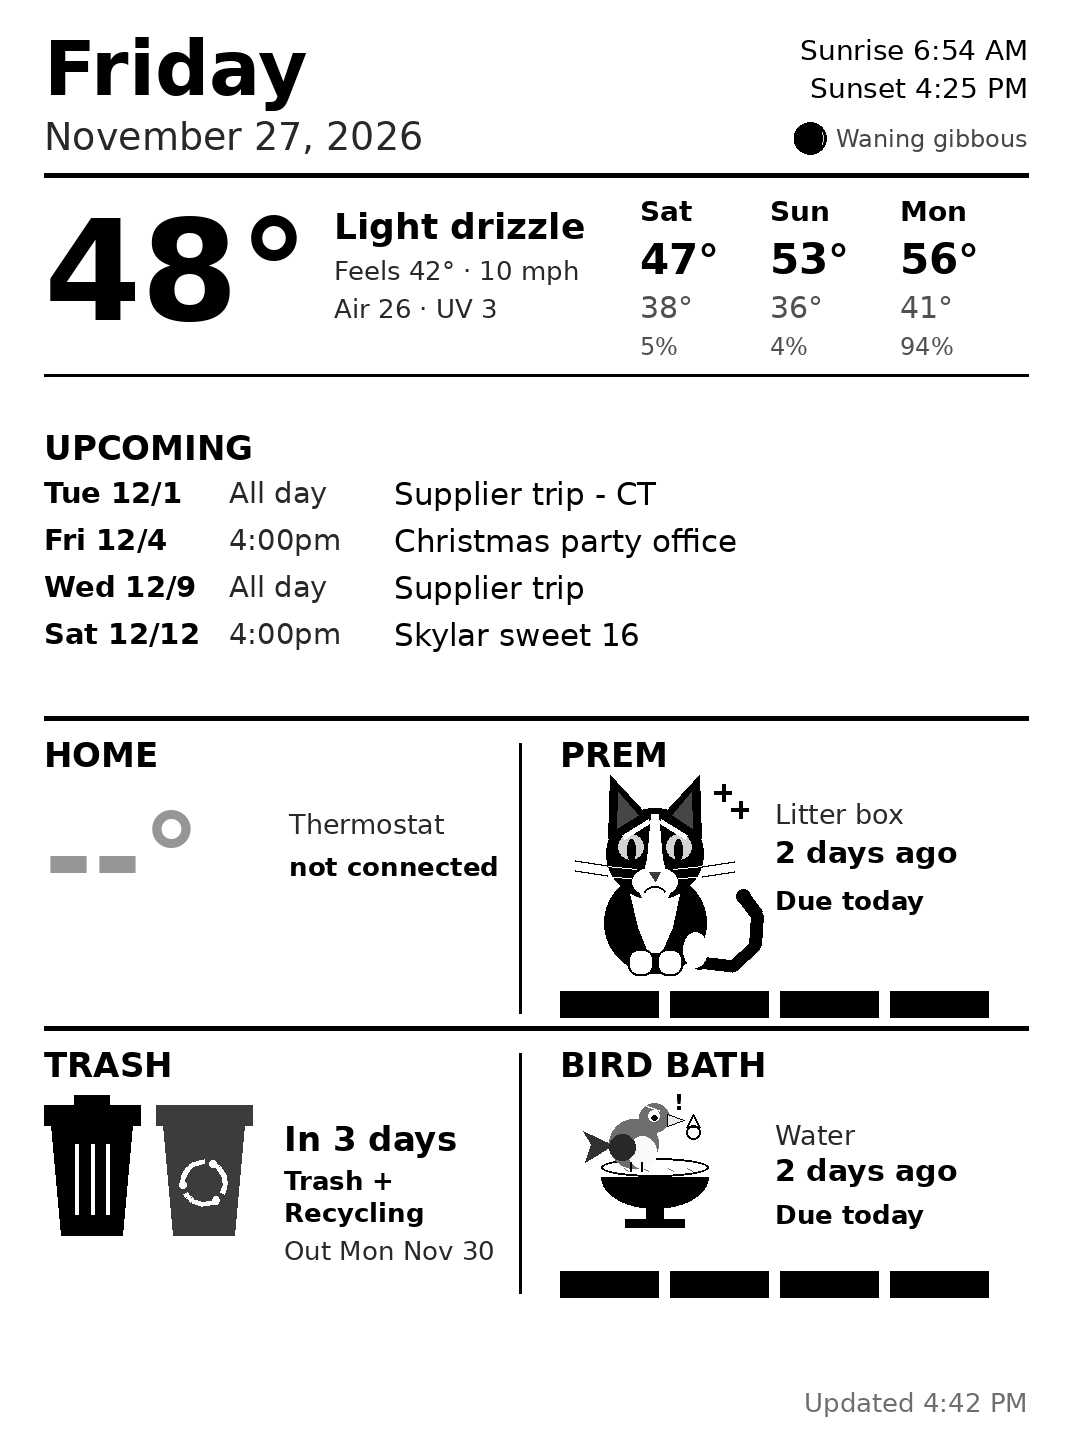 Friday
November 27, 2026
Sunrise 6:54 AM
Sunset 4:25 PM
Waning gibbous
48°
Light drizzle
Feels 42° · 10 mph
Air 26 · UV 3
Sat Sun Mon
47° 53° 56°
38° 36° 41°
5% 4% 94%
UPCOMING
Tue 12/1 All day Supplier trip - CT
Fri 12/4 4:00pm Christmas party office
Wed 12/9 All day Supplier trip
Sat 12/12 4:00pm Skylar sweet 16
HOME
--°
Thermostat
not connected
PREM
Litter box
2 days ago
Due today
TRASH
In 3 days
Trash +
Recycling
Out Mon Nov 30
BIRD BATH
!
Water
2 days ago
Due today
Updated 4:42 PM